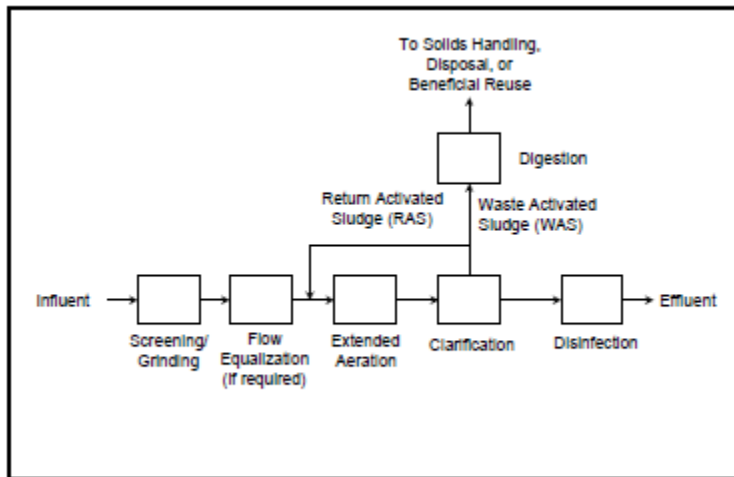 To Solids Handling,
Disposal, or
Beneficial Reuse
Digestion
Return Activated
Sludge (RAS)
Waste Activated
Sludge (WAS)
Influent
Effluent
Screening/
Grinding
Flow
Equalization
(If required)
Extended
Aeration
Clarification
Disinfection